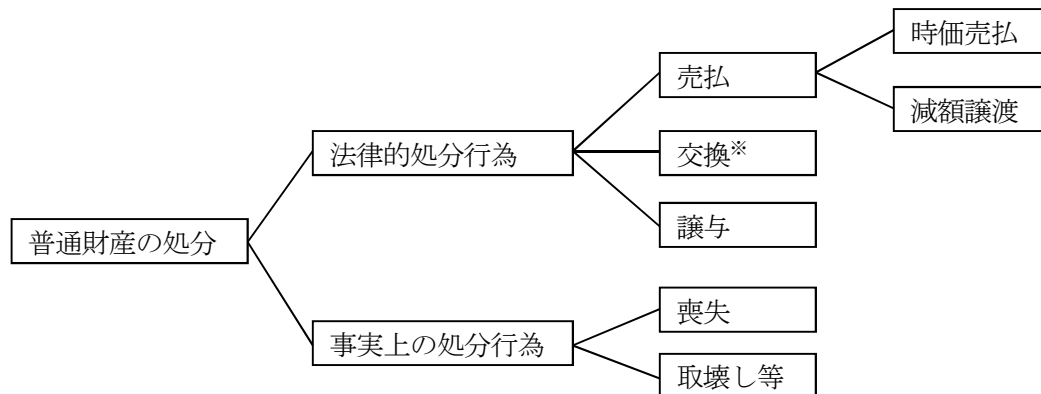 時価売払
売払
減額譲渡
法律的処分行為
交換※
譲与
普通財産の処分
喪失
事実上の処分行為
取壊し等